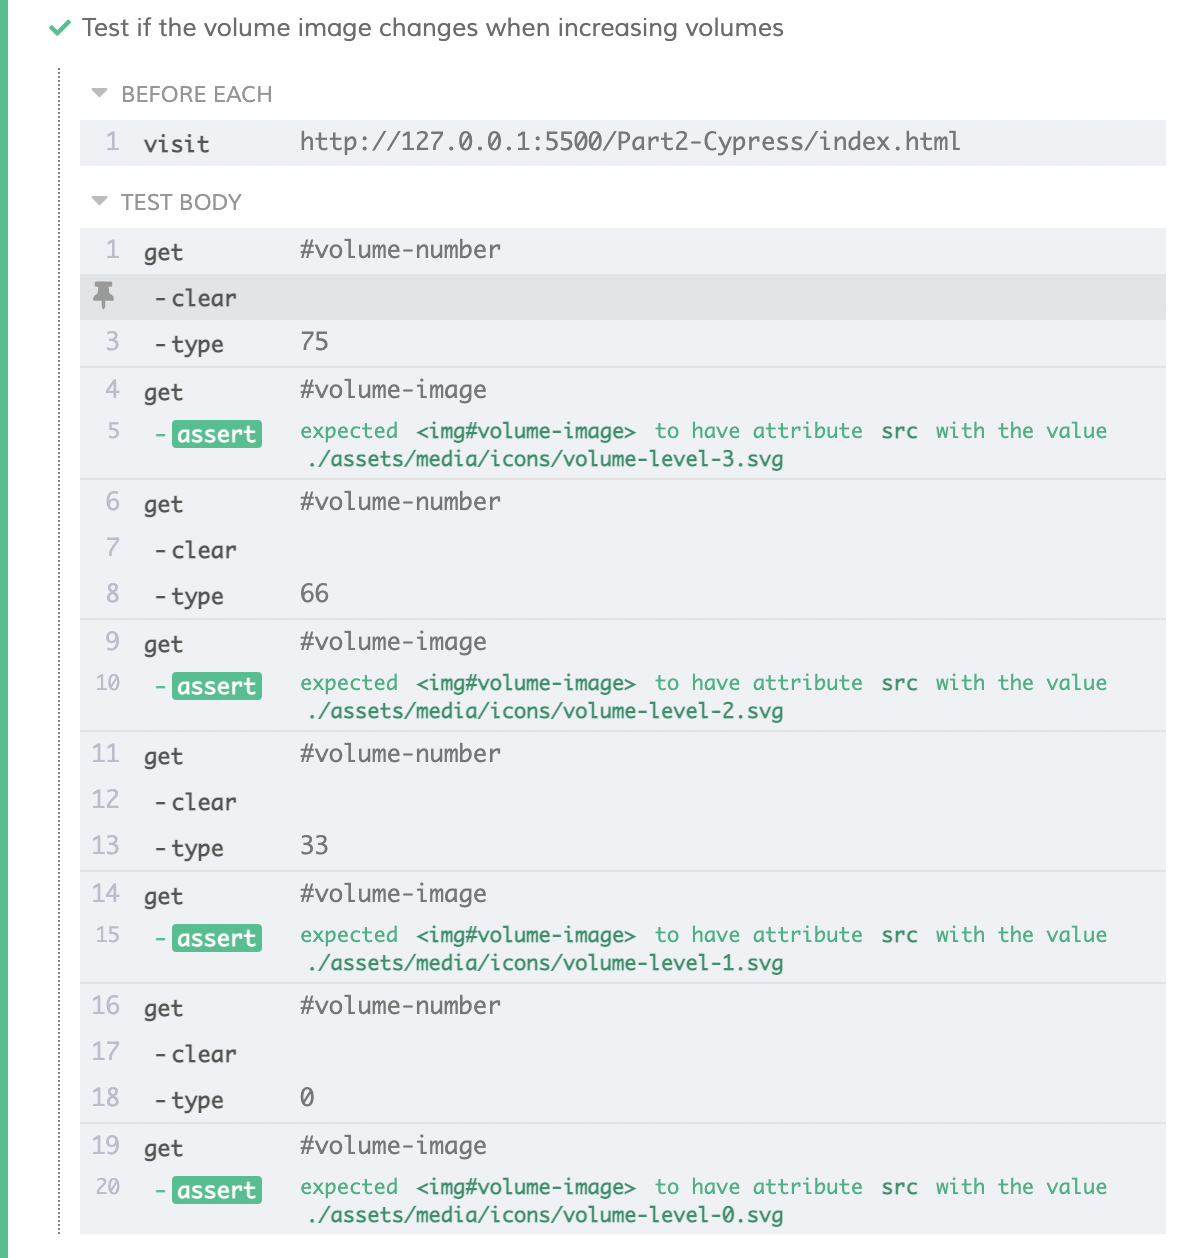 Test if the volume image changes when increasing volumes
BEFORE EACH
1 visit http://127.0.0.1:5500/Part2-Cypress/index.html
TEST BODY
1 get #volume-number
-clear
3 -type 75
4 get #volume-image
5 -assert expected <img#volume-image> to have attribute src with the value
./assets/media/icons/volume-level-3.svg
6 get #volume-number
7 -clear
8 -type 66
9 get #volume-image
10 -assert expected <img#volume-image> to have attribute src with the value
./assets/media/icons/volume-level-2.svg
11 get #volume-number
12 -clear
13 -type 33
14 get #volume-image
15 -assert expected <img#volume-image> to have attribute src with the value
./assets/media/icons/volume-level-1.svg
16 get #volume-number
17 -clear
18 -type 0
19 get #volume-image
20 -assert expected <img#volume-image> to have attribute src with the value
./assets/media/icons/volume-level-0.svg